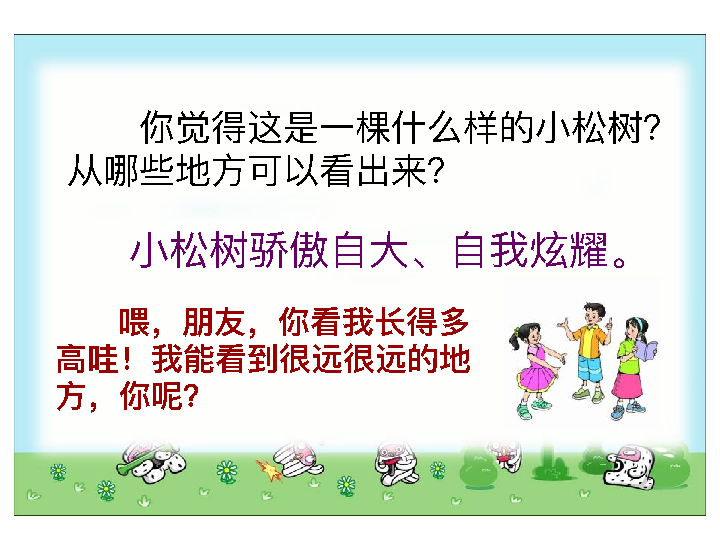 你觉得这是一棵什么样的小松树?
从哪些地方可以看出来?
小松树骄傲自大、自我炫耀。
喂，朋友，你看我长得多
高哇！我能看到很远很远的地
方，你呢?